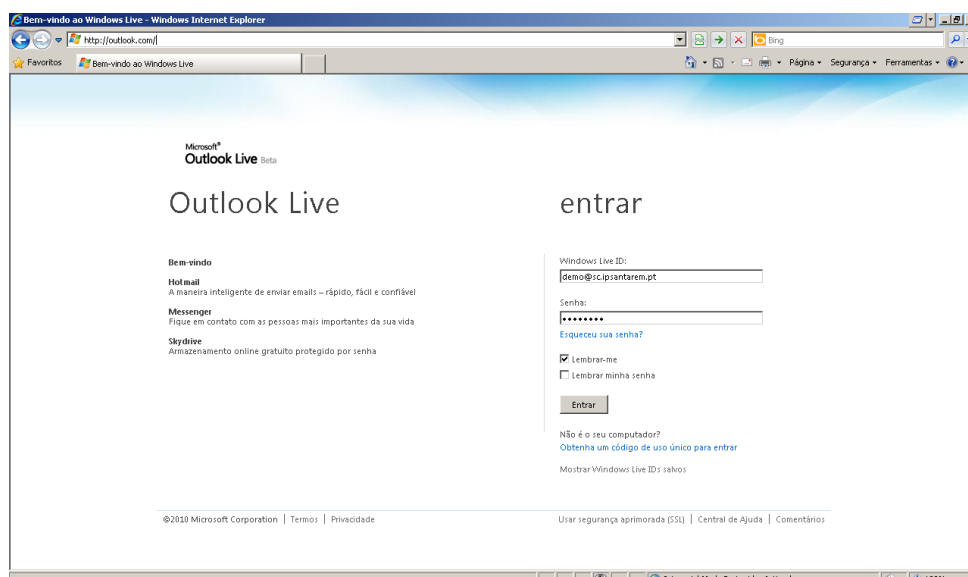 Bem-vindo ao Windows Live - Windows Internet Explorer
http://outlook.com/
Bing
Favoritos
Bem-vindo ao Windows Live
Página
Segurança
Ferramentas
Microsoft®
Outlook Live Beta
Outlook Live
Bem-vindo
Hotmail
A maneira inteligente de enviar emails – rápido, fácil e confiável
Messenger
Fique em contato com as pessoas mais importantes da sua vida
Skydrive
Armazenamento online gratuito protegido por senha
entrar
Windows Live ID:
demo@sc.ipsantarem.pt
Senha:
••••••••
Esqueceu sua senha?
Lembrar-me
Lembrar minha senha
Entrar
Não é o seu computador?
Obtenha um código de uso único para entrar
Mostrar Windows Live IDs salvos
©2010 Microsoft Corporation | Termos | Privacidade
Usar segurança aprimorada (SSL) | Central de Ajuda | Comentários